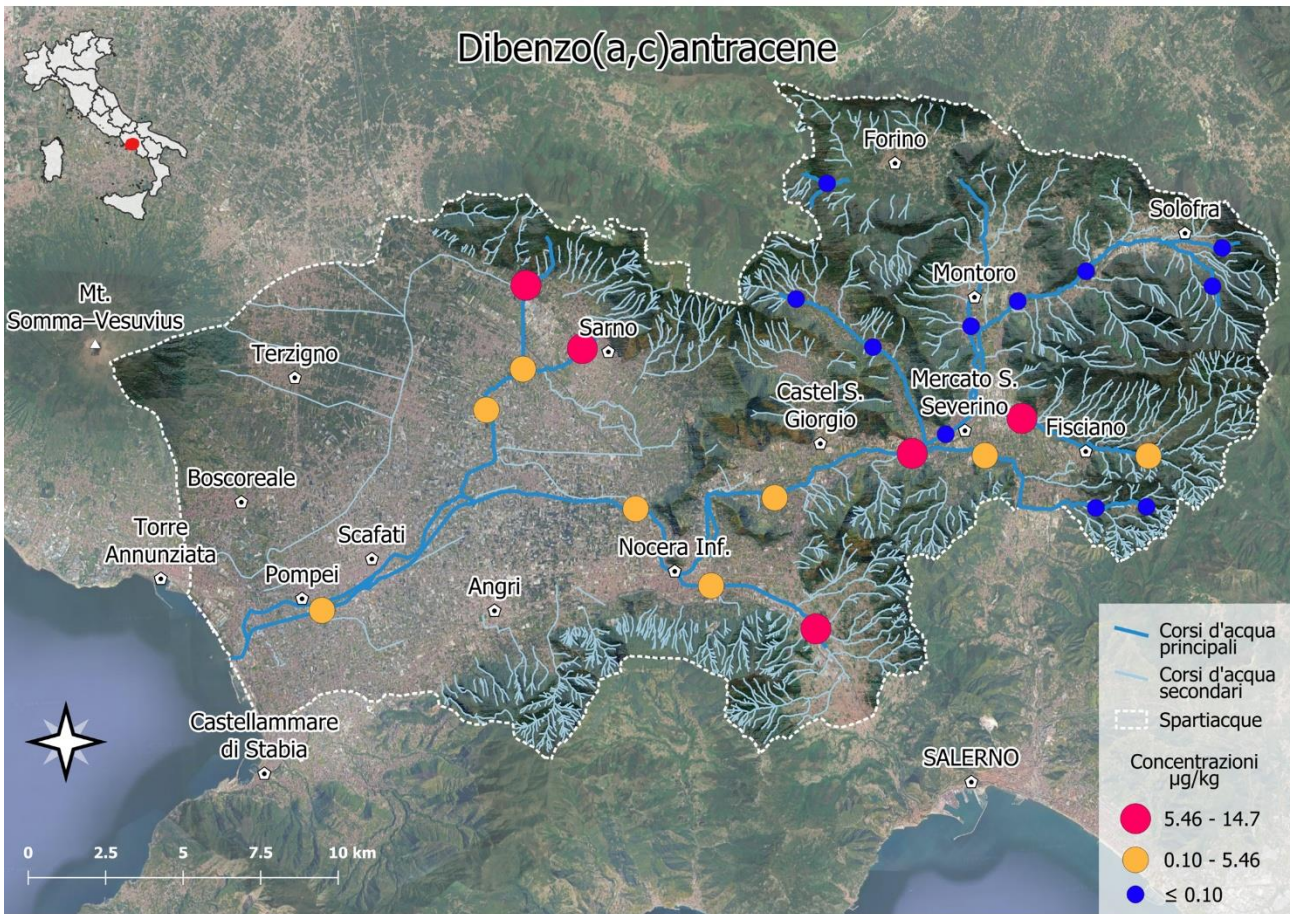 Dibenzo(a,c)antracene
Forino
Solofra
Mt.
Somma–Vesuvius
Montoro
Sarno
Terzigno
Castel S.
Giorgio
Mercato S.
Severino
Fisciano
Boscoreale
Torre
Annunziata
Scafati
Pompei
Nocera Inf.
Angri
Castellammare
di Stabia
SALERNO
Corsi d'acqua
principali
Corsi d'acqua
secondari
Spartiacque
Concentrazioni
µg/kg
5.46 - 14.7
0.10 - 5.46
≤ 0.10
0 2.5 5 7.5 10 km